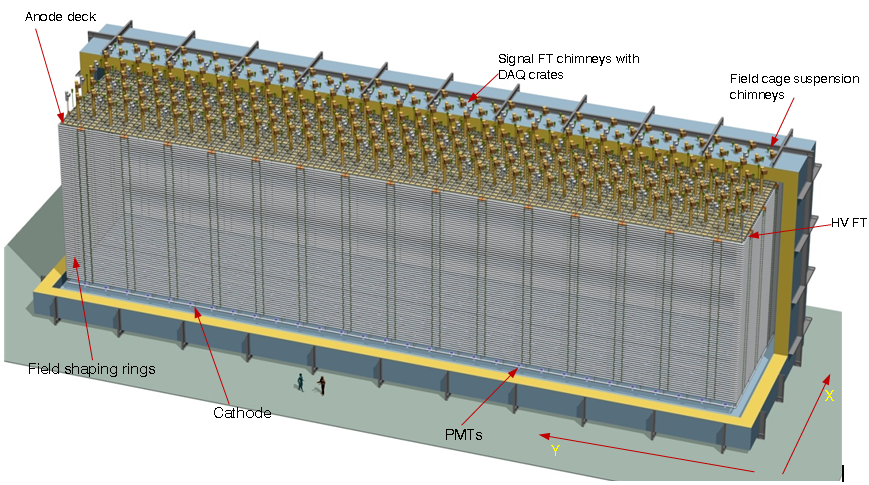 Anode deck
Signal FT chimneys with
DAQ crates
Field cage suspension
chimneys
HV FT
Field shaping rings
Cathode
PMTs
X
Y